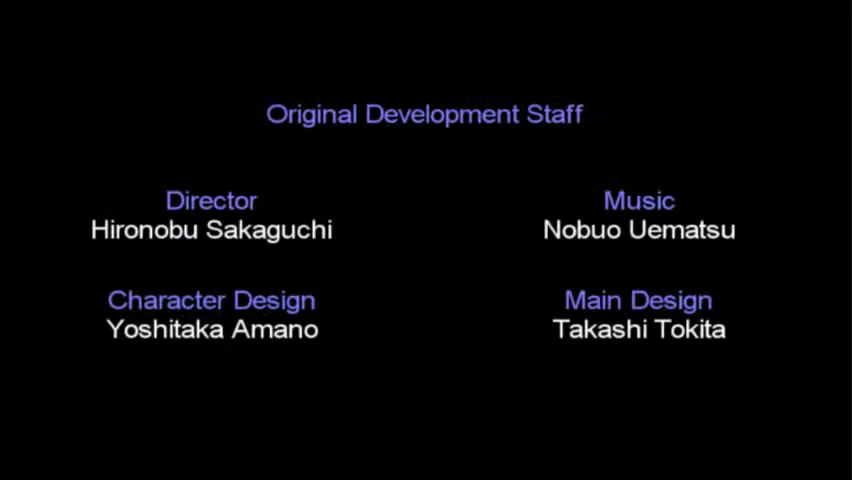 Original Development Staff
Director
Hironobu Sakaguchi
Music
Nobuo Uematsu
Character Design
Yoshitaka Amano
Main Design
Takashi Tokita